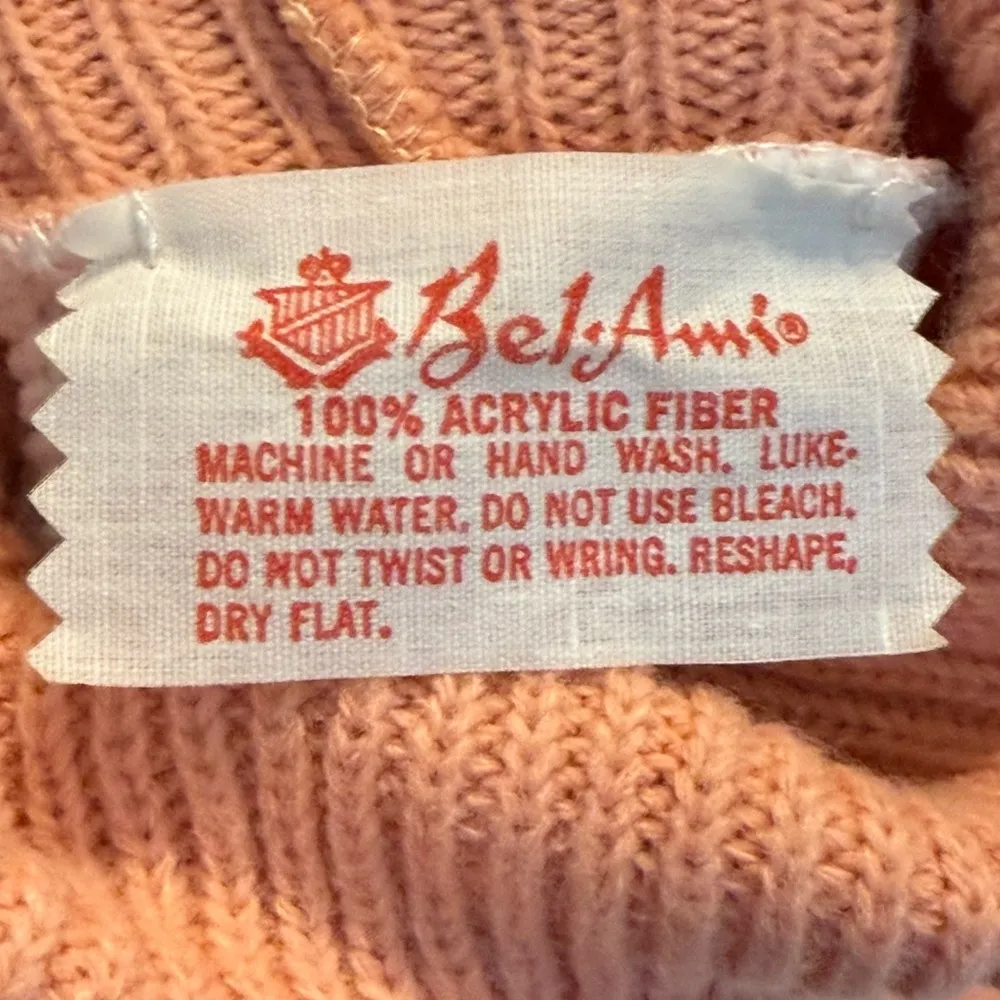 Bel-Ami®
100% ACRYLIC FIBER
MACHINE OR HAND WASH. LUKE-
WARM WATER. DO NOT USE BLEACH.
DO NOT TWIST OR WRING. RESHAPE,
DRY FLAT.